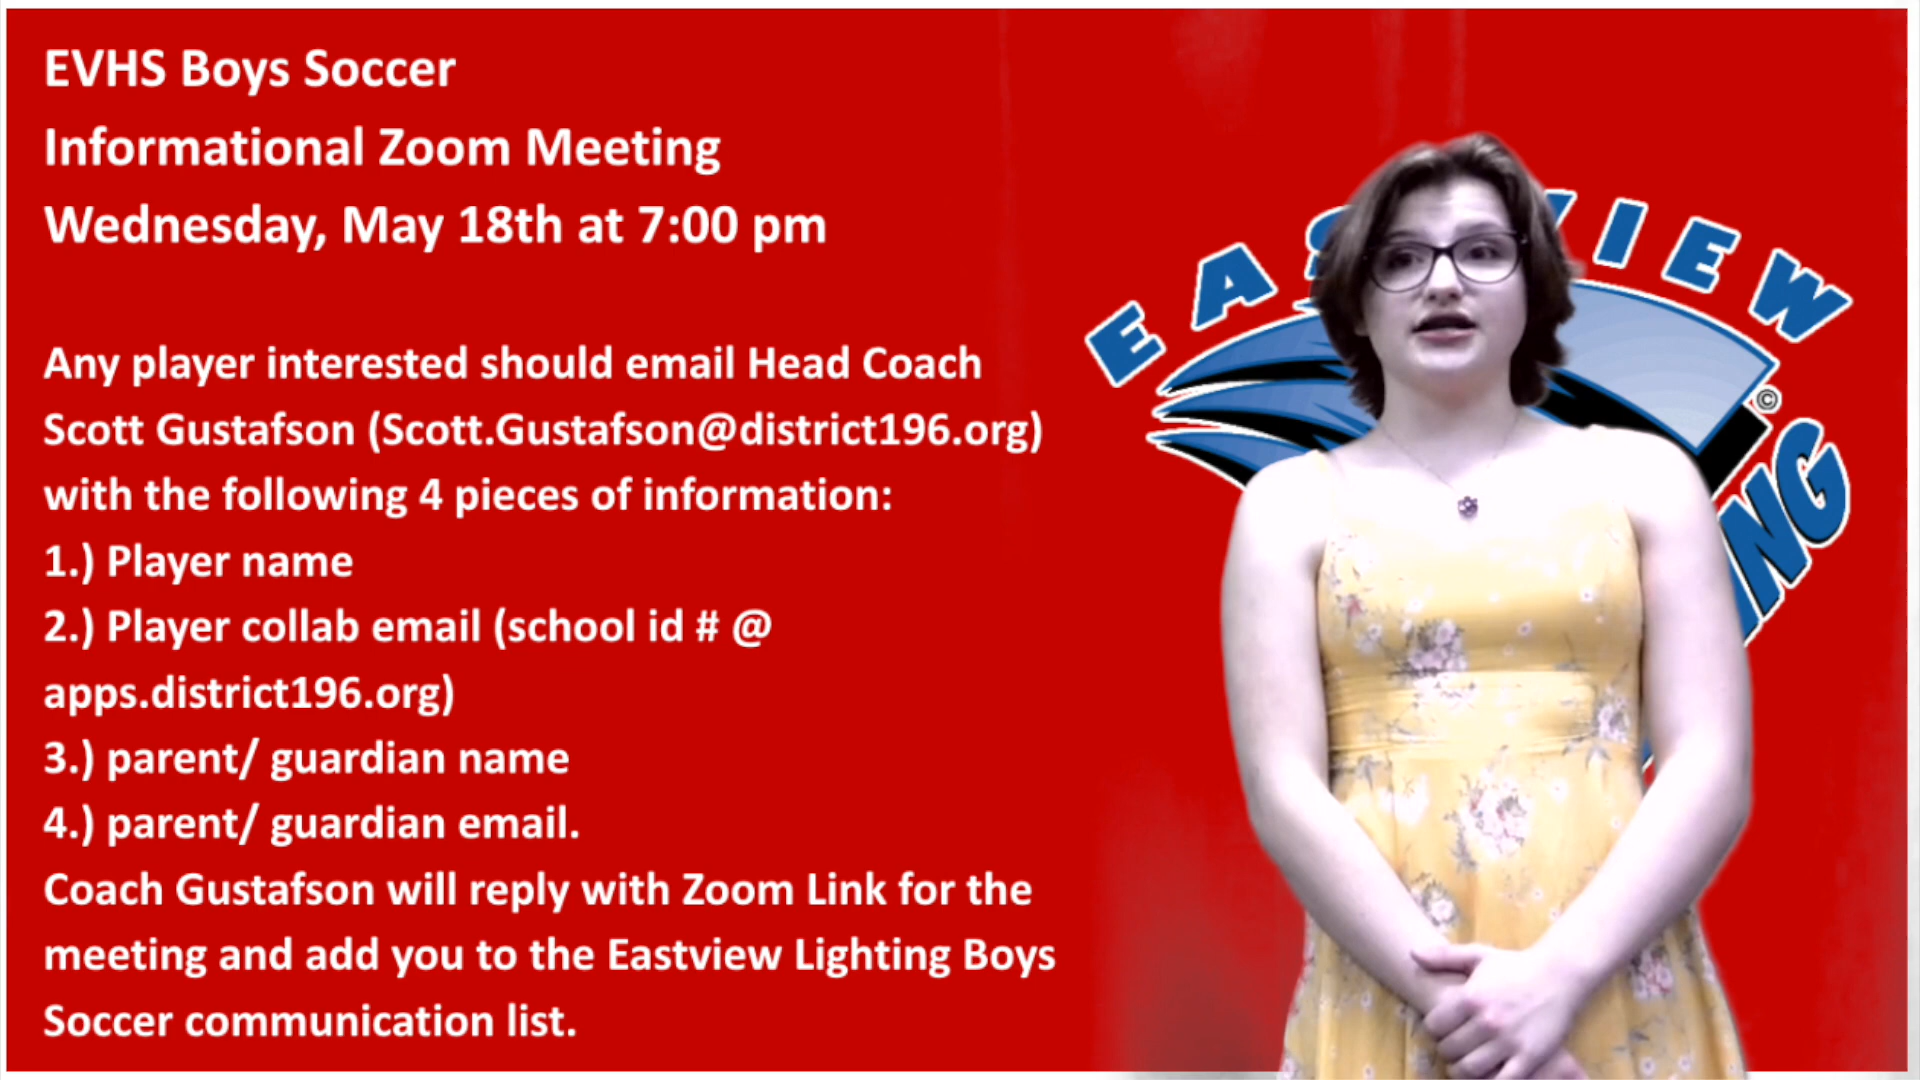 EVHS Boys Soccer
Informational Zoom Meeting
Wednesday, May 18th at 7:00 pm
Any player interested should email Head Coach
Scott Gustafson (Scott.Gustafson@district196.org)
with the following 4 pieces of information:
1.) Player name
2.) Player collab email (school id # @
apps.district196.org)
3.) parent/ guardian name
4.) parent/ guardian email.
Coach Gustafson will reply with Zoom Link for the
meeting and add you to the Eastview Lighting Boys
Soccer communication list.
©